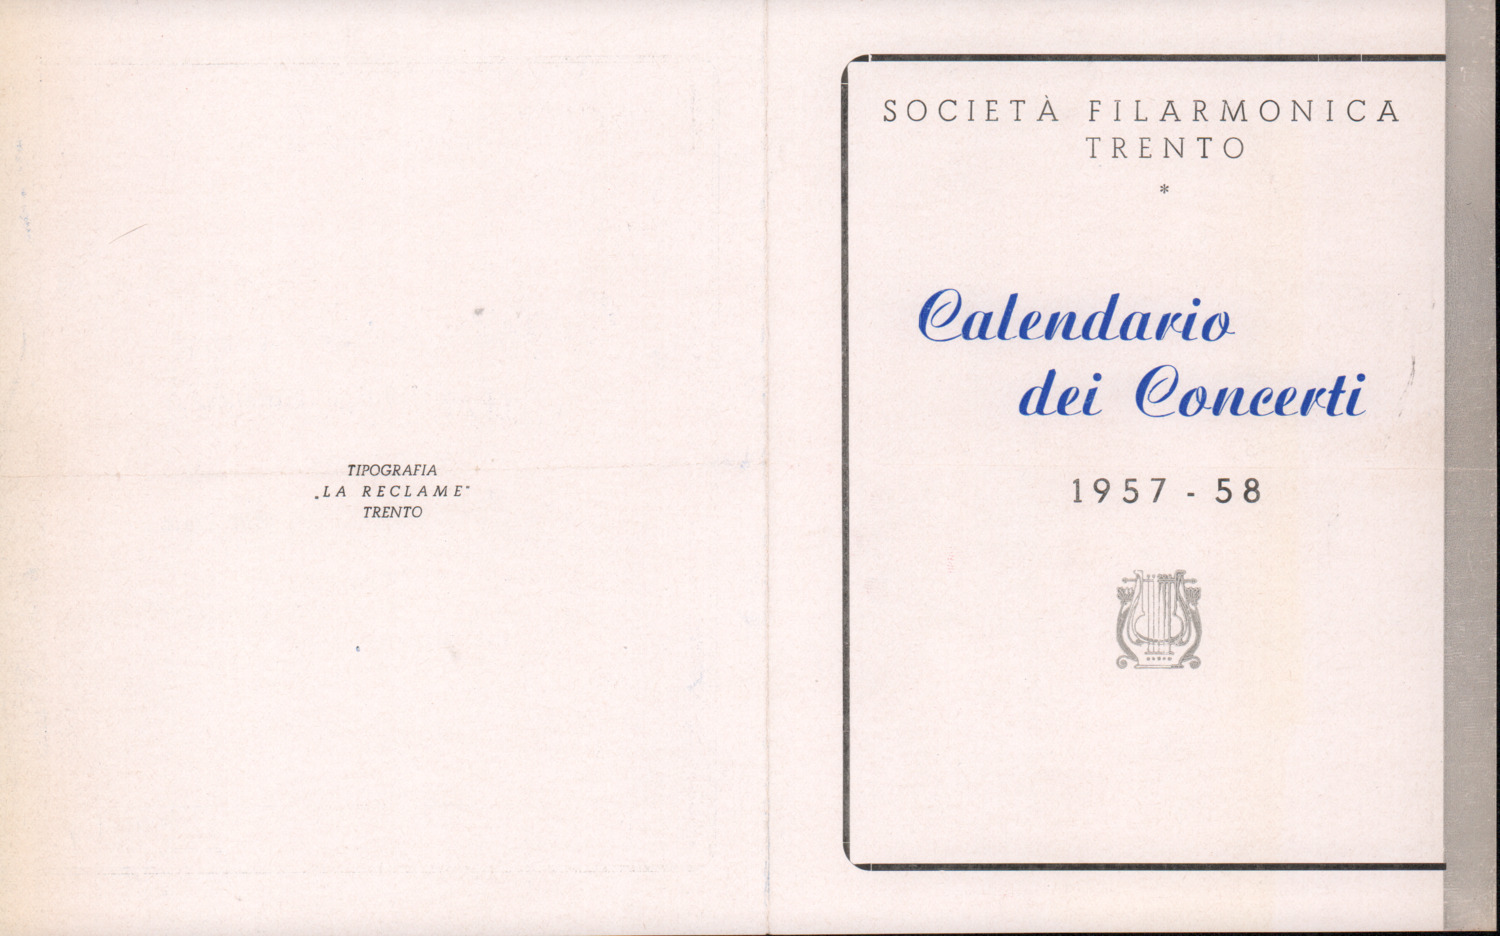 TIPOGRAFIA
„LA RECLAME"
TRENTO
SOCIETÀ FILARMONICA
TRENTO
*
Calendario
dei Concerti
1957 - 58